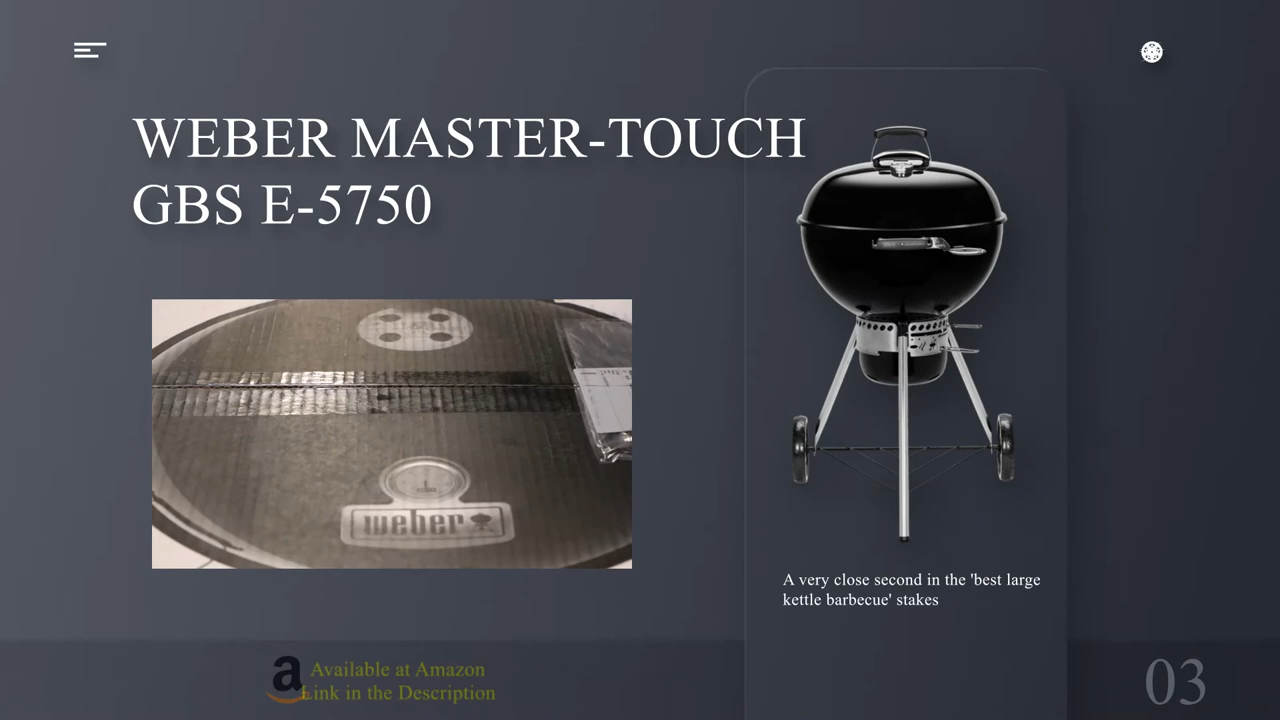 WEBER MASTER-TOUCH
GBS E-5750
weber
A very close second in the 'best large
kettle barbecue' stakes
a Available at Amazon
Link in the Description
03